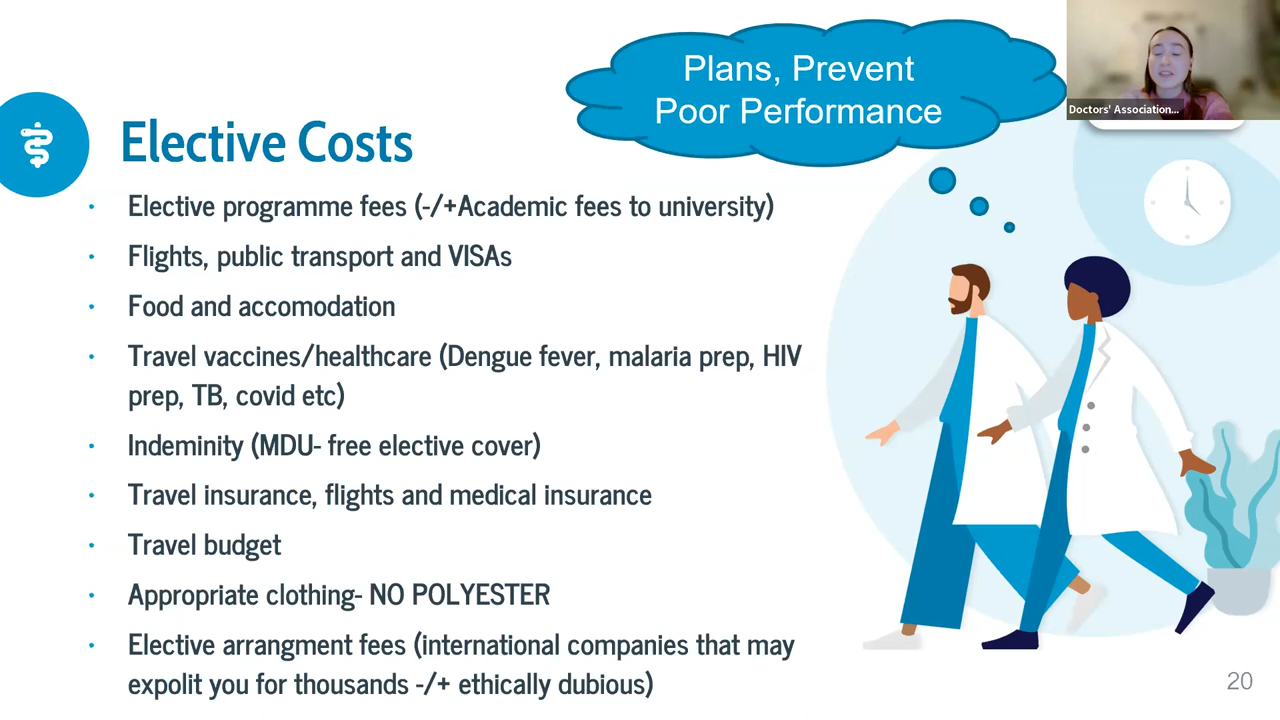 Plans, Prevent
Poor Performance
Doctors' Association...
Elective Costs
• Elective programme fees (-/+Academic fees to university)
• Flights, public transport and VISAs
• Food and accomodation
• Travel vaccines/healthcare (Dengue fever, malaria prep, HIV
prep, TB, covid etc)
• Indeminity (MDU- free elective cover)
• Travel insurance, flights and medical insurance
• Travel budget
• Appropriate clothing- NO POLYESTER
• Elective arrangment fees (international companies that may
expolit you for thousands -/+ ethically dubious)
20